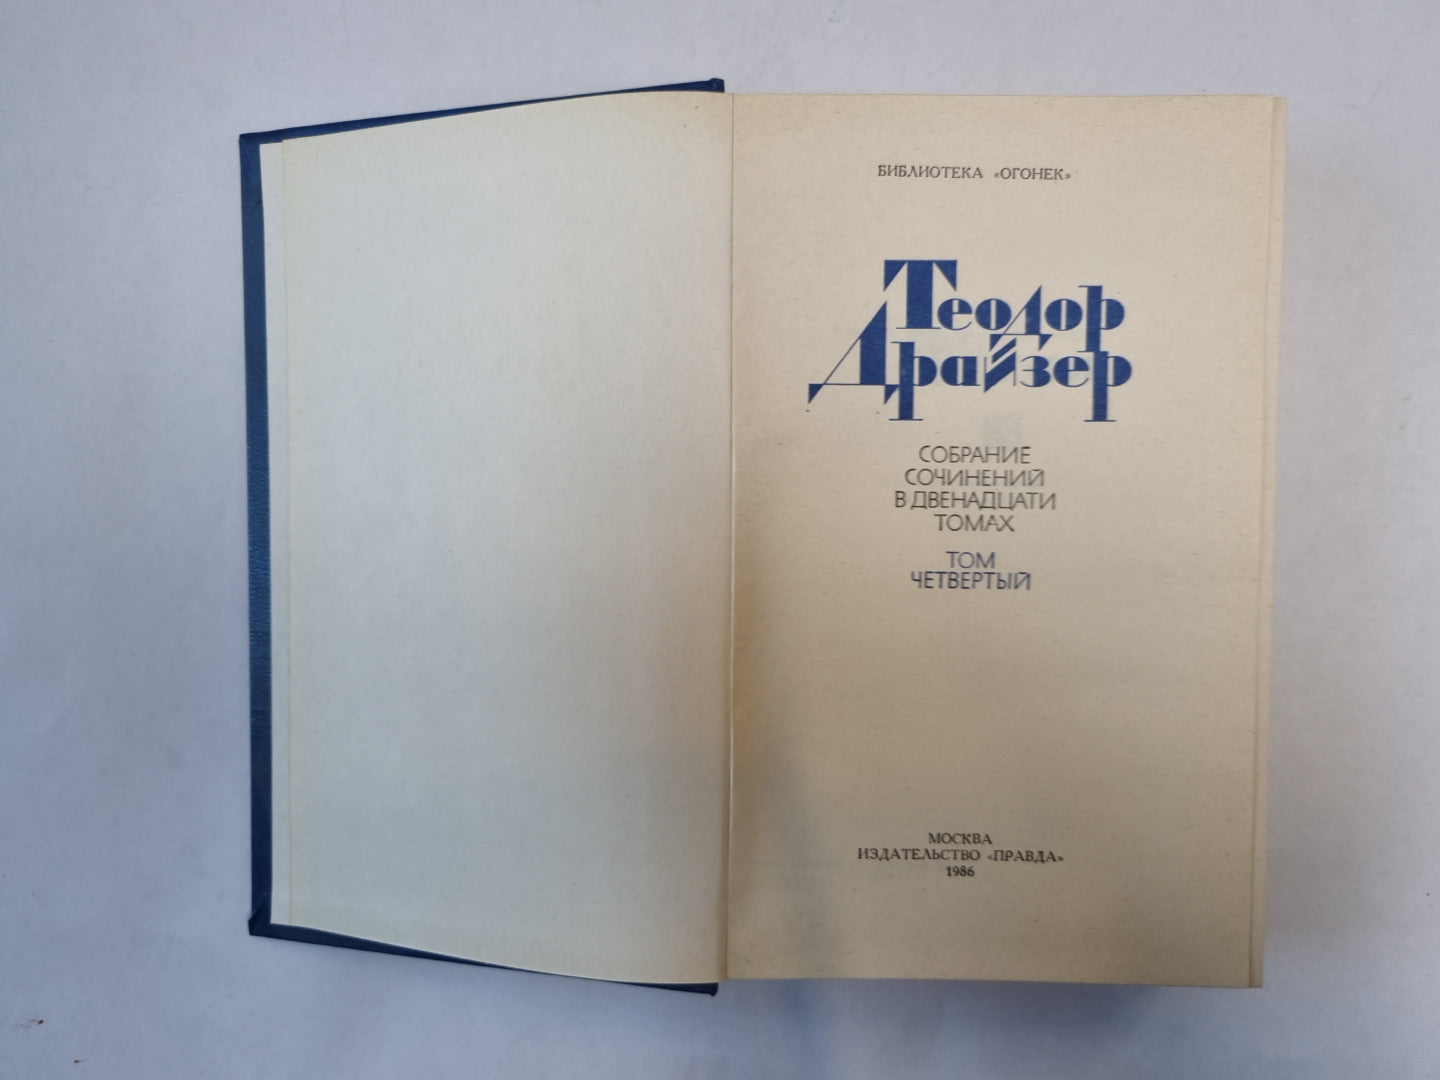 БИБЛИОТЕКА «ОГОНЕК»
Теодор
Драйзер
СОБРАНИЕ
СОЧИНЕНИЙ
В ДВЕНАДЦАТИ
ТОМАХ
ТОМ
ЧЕТВЕРТЫЙ
МОСКВА
ИЗДАТЕЛЬСТВО «ПРАВДА»
1986